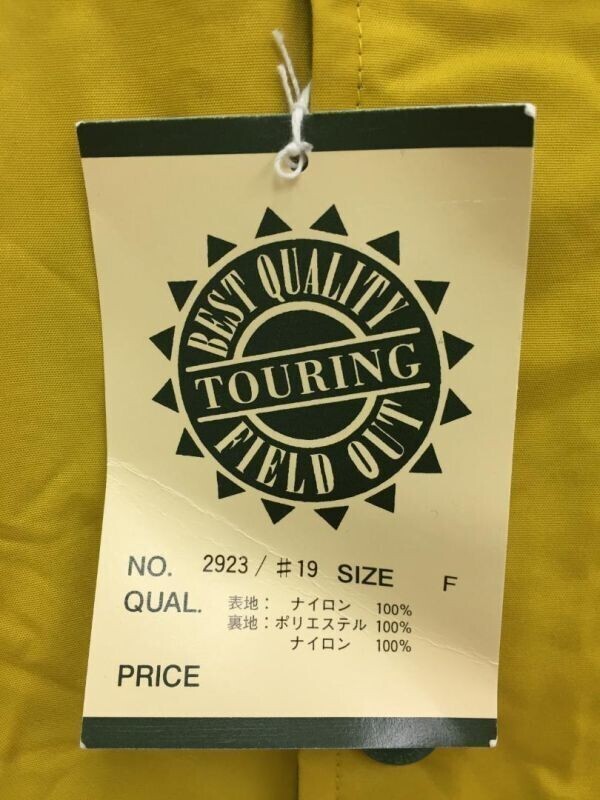 BEST QUALITY
TOURING
FIELD OUT
NO. 2923 / #19 SIZE F
QUAL. 表地： ナイロン 100%
裏地：ポリエステル 100%
ナイロン 100%
PRICE